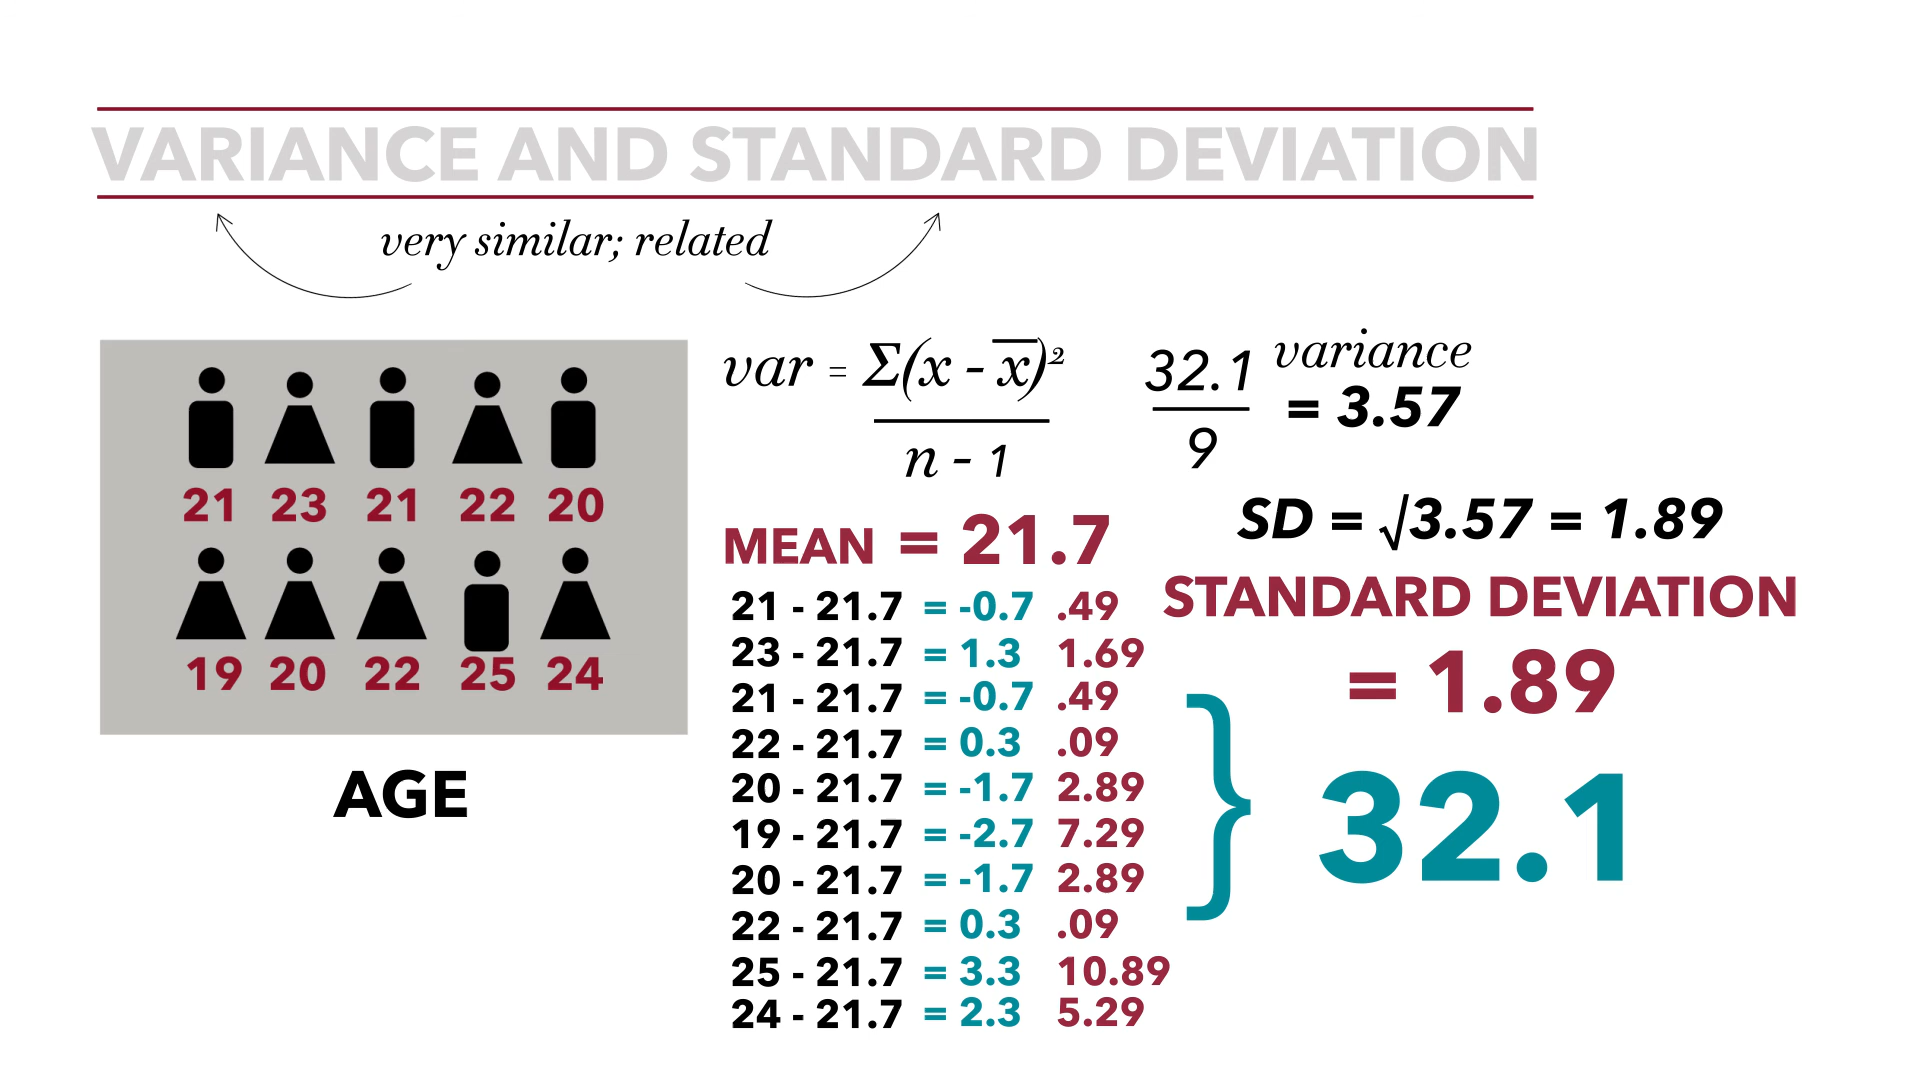 VARIANCE AND STANDARD DEVIATION
very similar; related
21 23 21 22 20
19 20 22 25 24
AGE
var = Σ(x - x̅)²
n - 1
32.1
9
variance
= 3.57
SD = √3.57 = 1.89
STANDARD DEVIATION
= 1.89
MEAN = 21.7
21 - 21.7 = -0.7 .49
23 - 21.7 = 1.3 1.69
21 - 21.7 = -0.7 .49
22 - 21.7 = 0.3 .09
20 - 21.7 = -1.7 2.89
19 - 21.7 = -2.7 7.29
20 - 21.7 = -1.7 2.89
22 - 21.7 = 0.3 .09
25 - 21.7 = 3.3 10.89
24 - 21.7 = 2.3 5.29
} 32.1